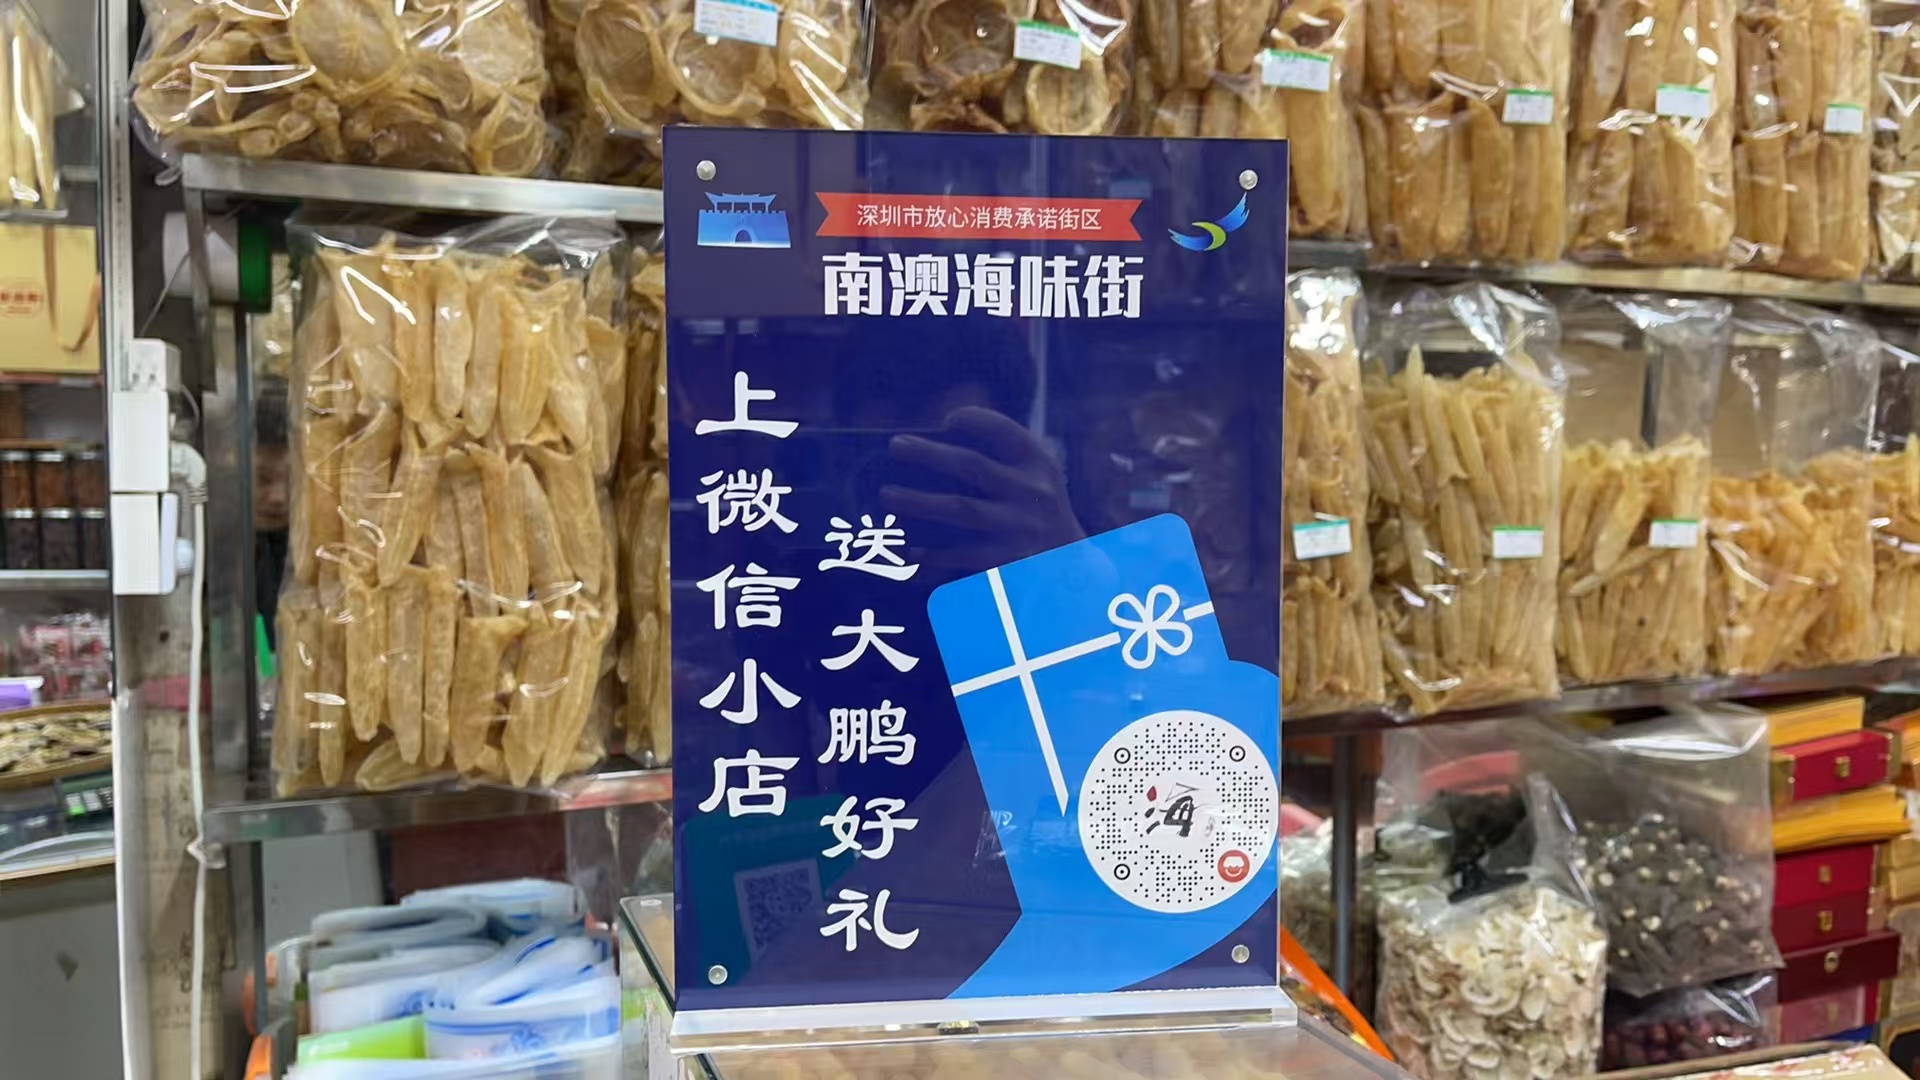 深圳市放心消费承诺街区
南澳海味街
上微信小店
送大鹏好礼
海